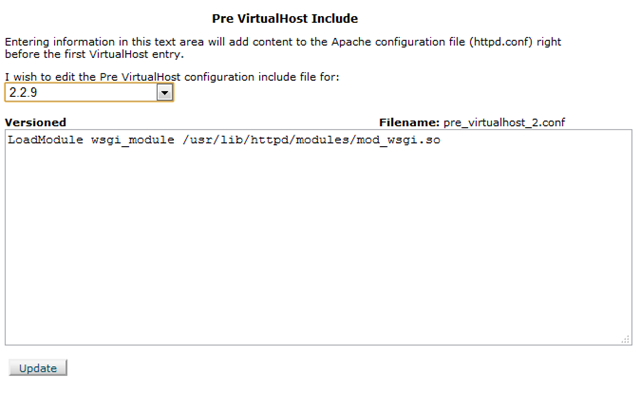 Pre VirtualHost Include
Entering information in this text area will add content to the Apache configuration file (httpd.conf) right
before the first VirtualHost entry.
I wish to edit the Pre VirtualHost configuration include file for:
2.2.9
Versioned Filename: pre_virtualhost_2.conf
LoadModule wsgi_module /usr/lib/httpd/modules/mod_wsgi.so
Update